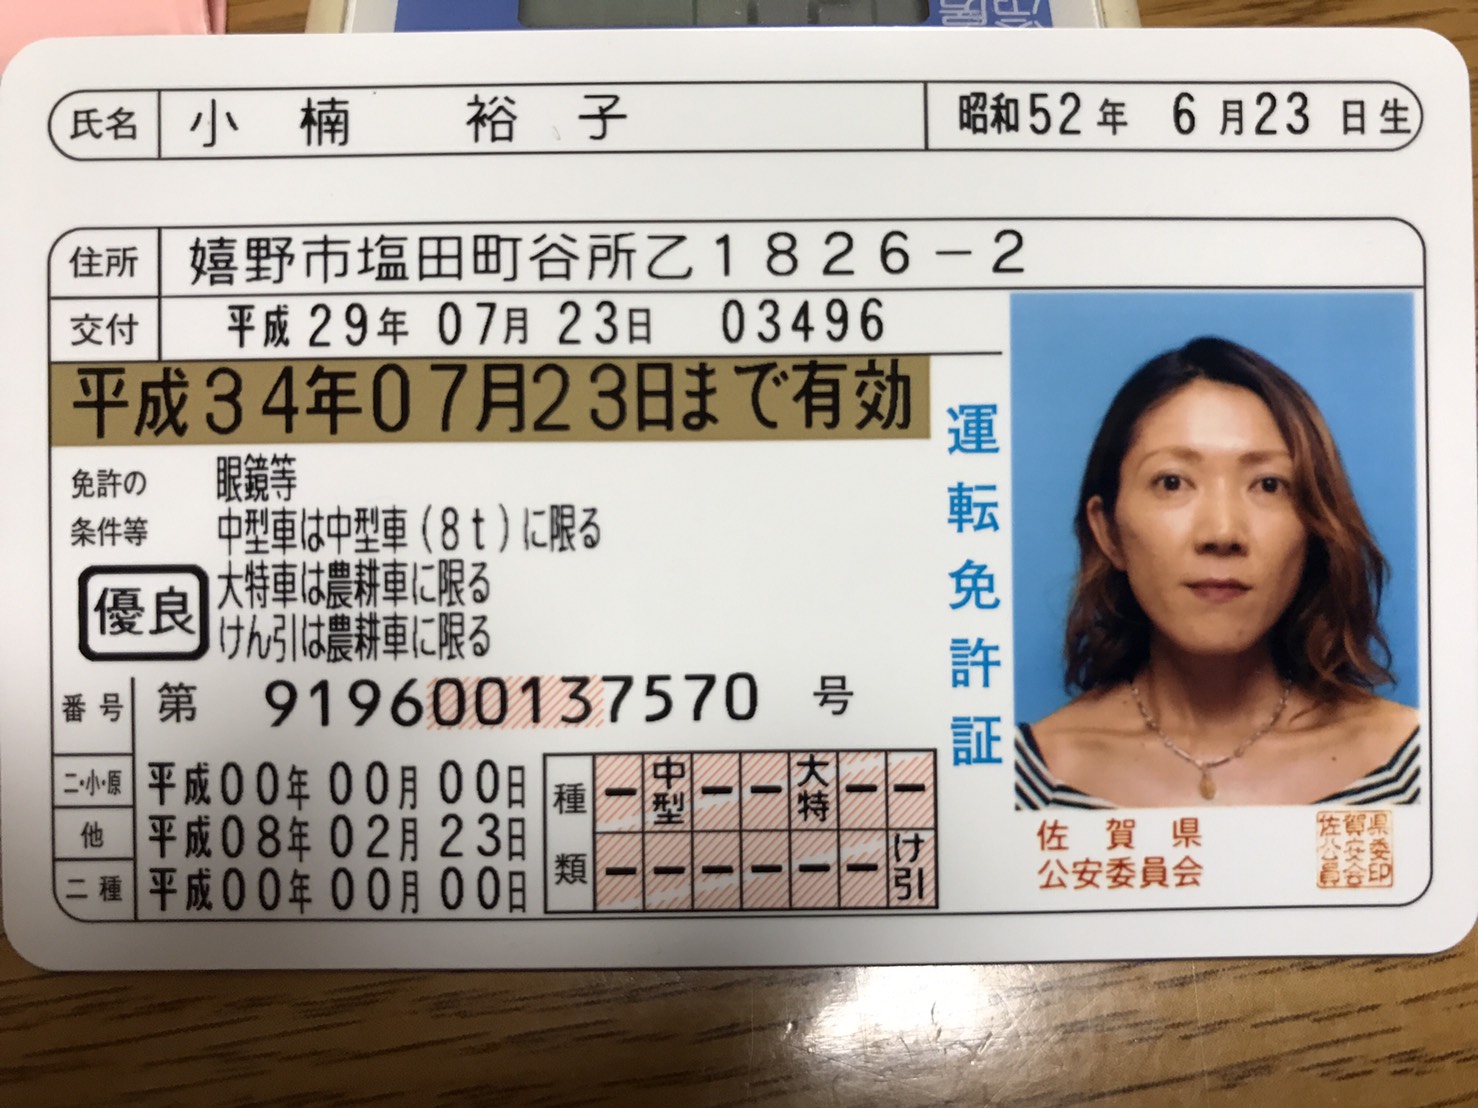 氏名 小楠 裕子 昭和52年 6月23日生
住所 嬉野市塩田町谷所乙1826-2
交付 平成29年07月23日 03496
平成34年07月23日まで有効
免許の 眼鏡等
条件等 中型車は中型車(8t)に限る
大特車は農耕車に限る
優良
けん引は農耕車に限る
番号 第 919600137570 号
二・小・原 平成00年00月00日
他 平成08年02月23日
二種 平成00年00月00日
種類 ー 中型 ー ー 大特 ー ー
ー ー ー ー ー ー け引
運転免許証
佐賀県
公安委員会
佐賀県公安委員会印